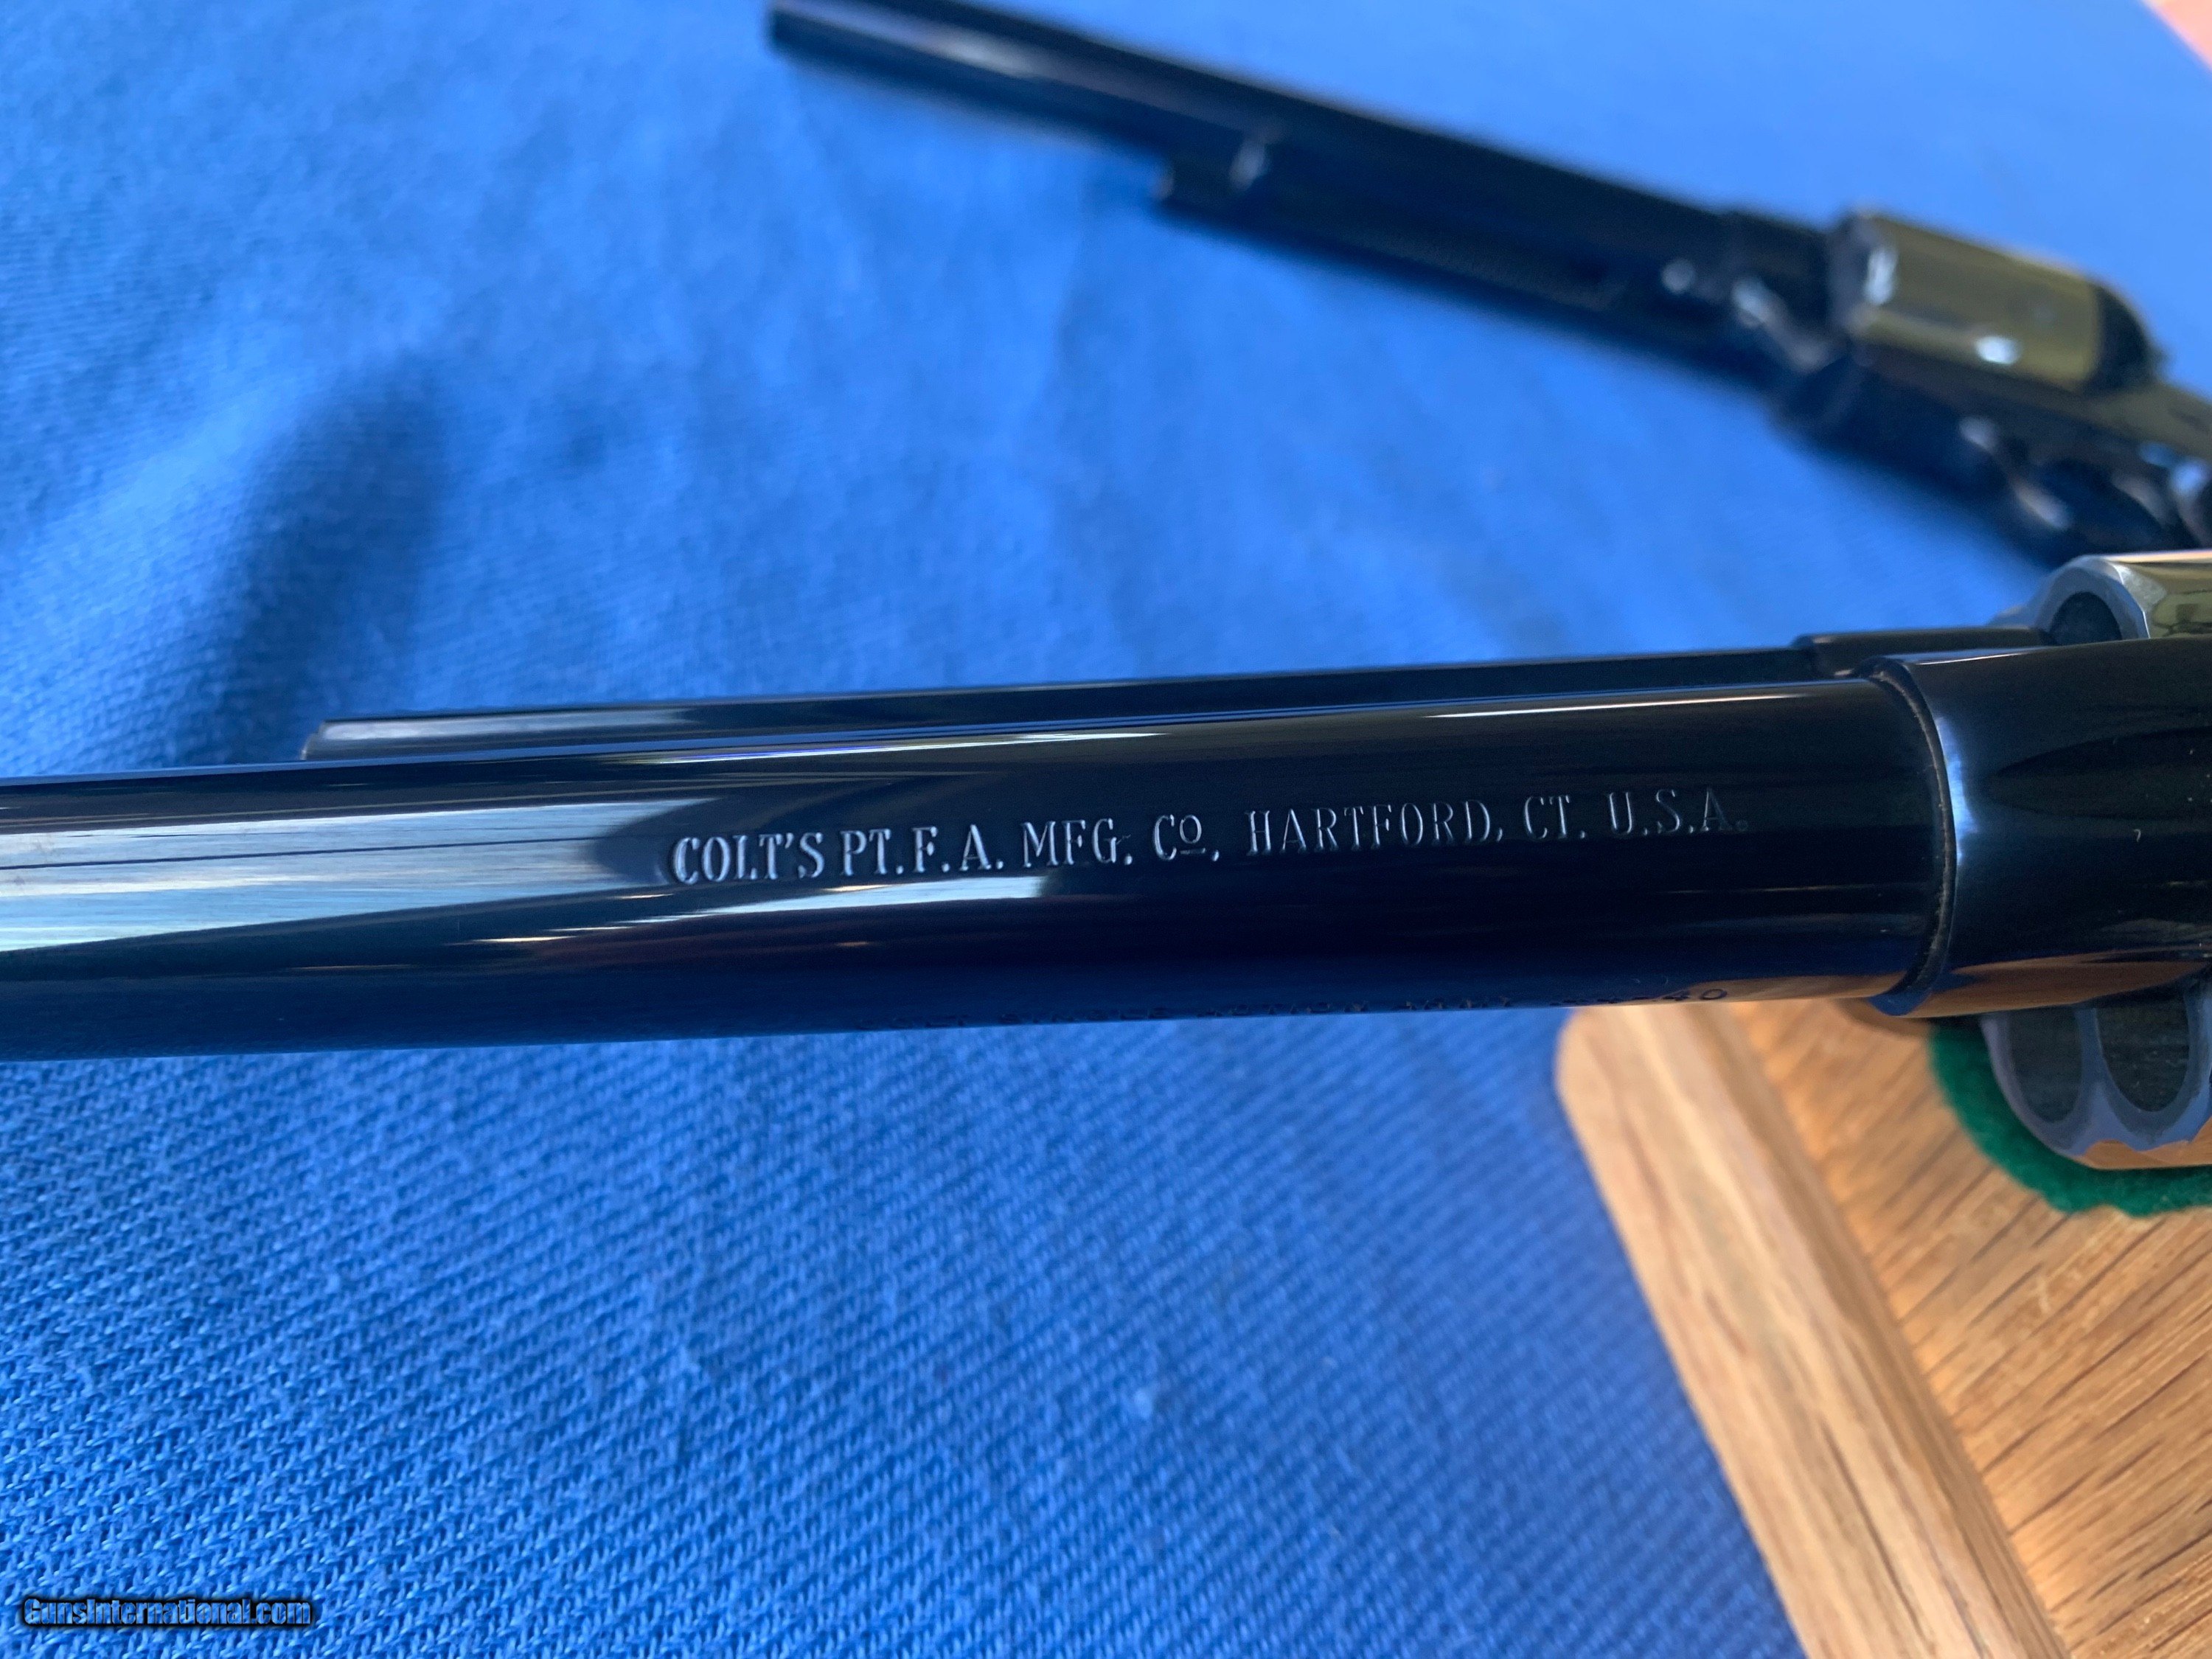 COLT'S PT. F. A. MFG. Cº, HARTFORD, CT. U.S.A.
GunsInternational.com